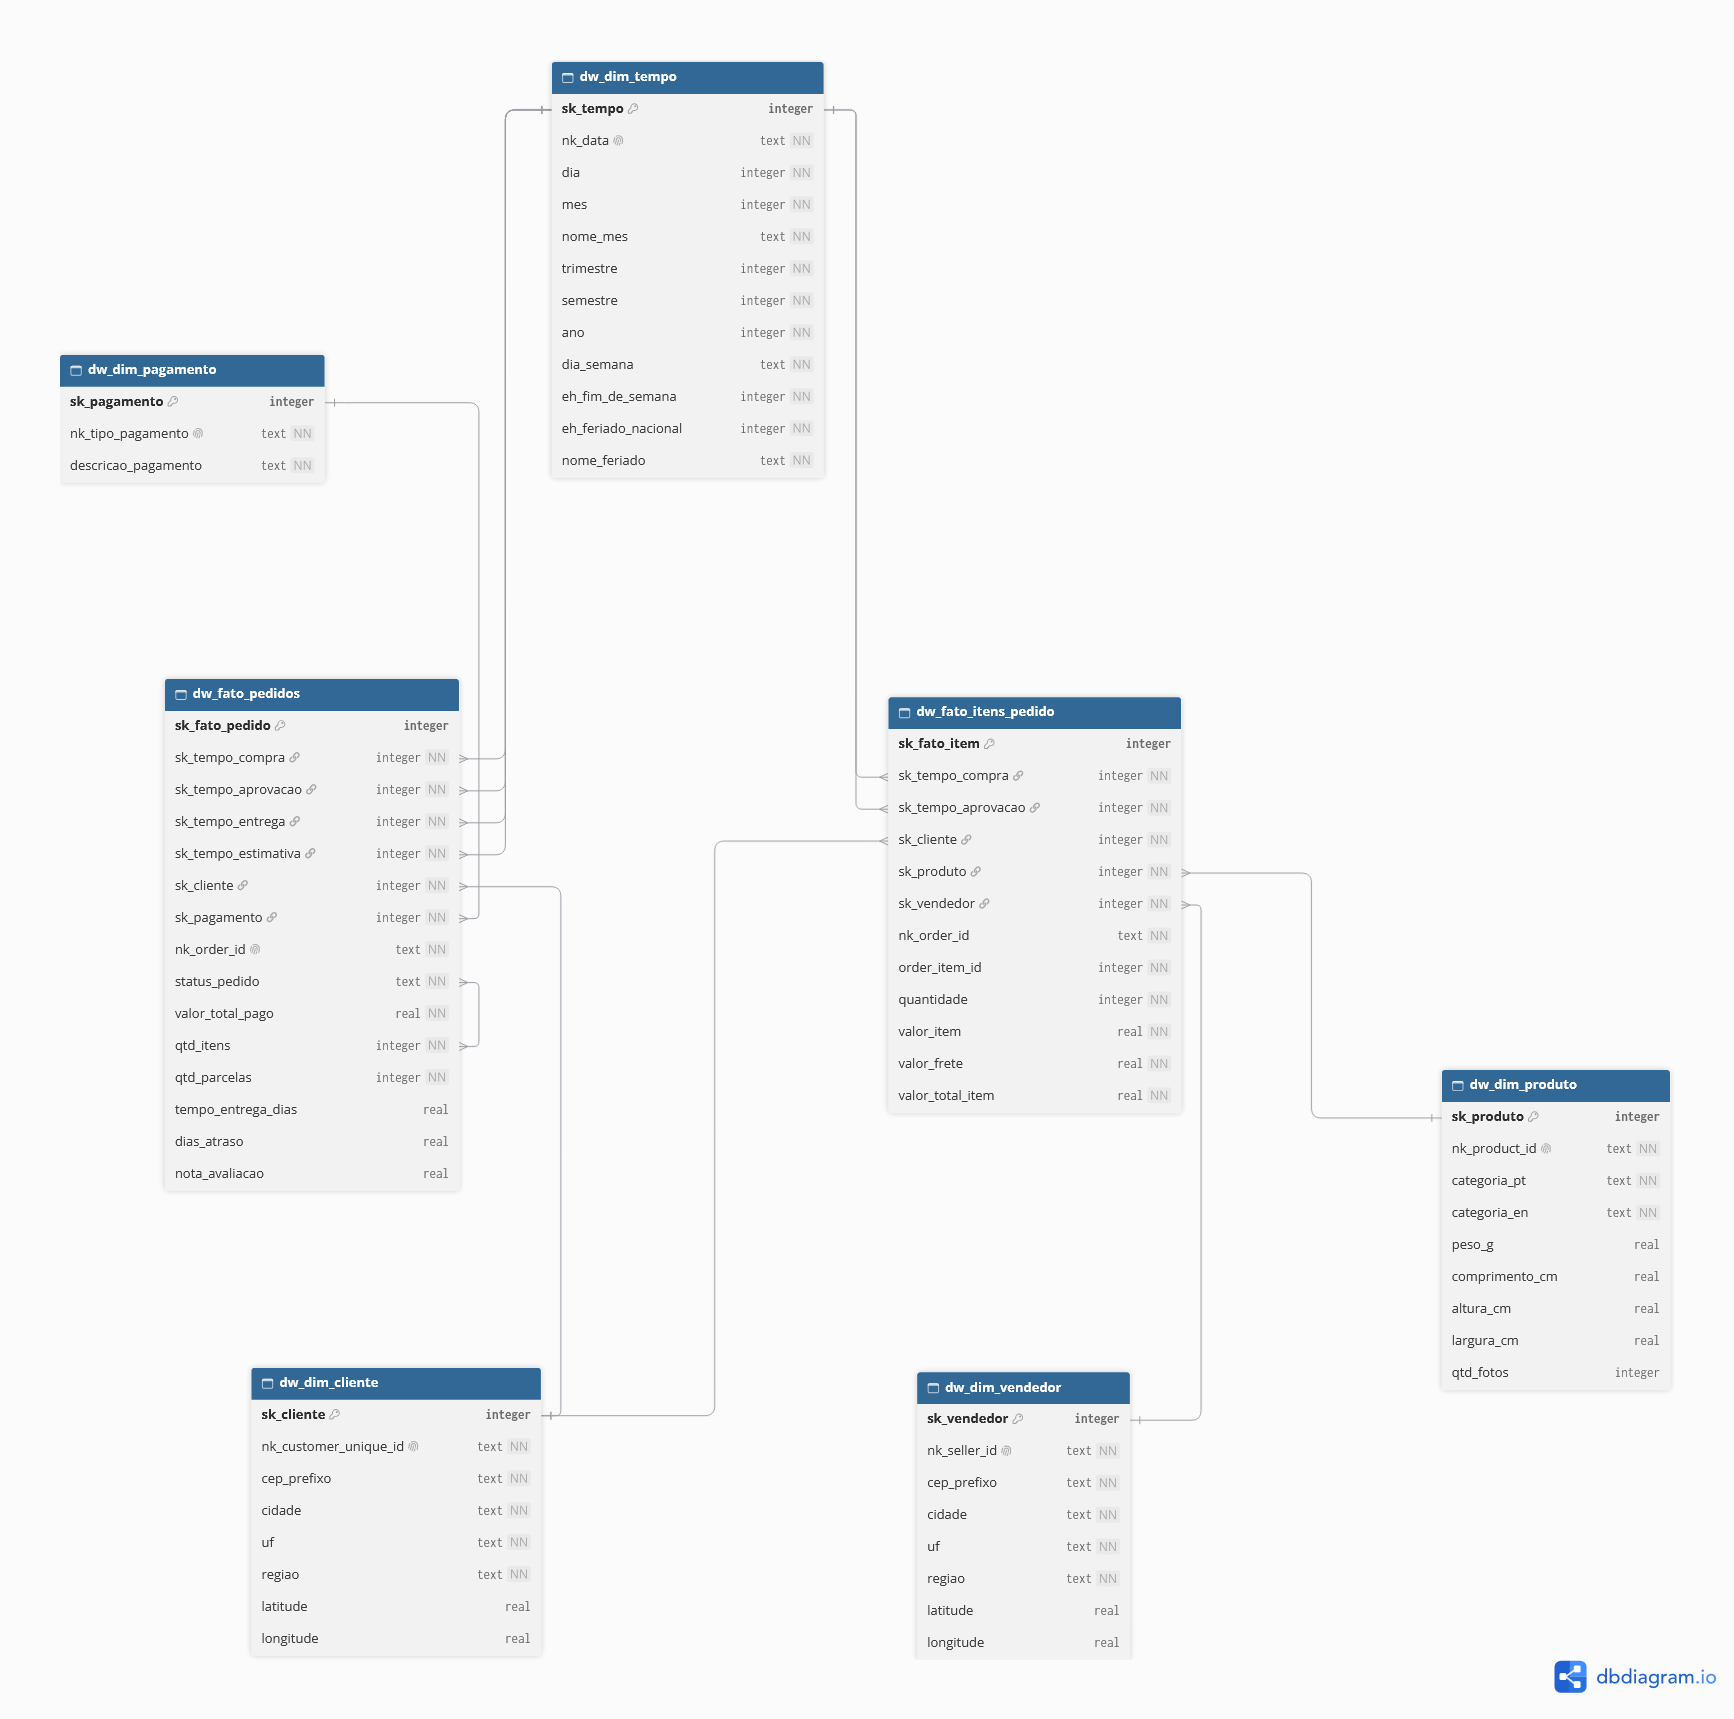 dw_dim_tempo
sk_tempo integer
nk_data text NN
dia integer NN
mes integer NN
nome_mes text NN
trimestre integer NN
semestre integer NN
ano integer NN
dia_semana text NN
eh_fim_de_semana integer NN
eh_feriado_nacional integer NN
nome_feriado text NN
dw_dim_pagamento
sk_pagamento integer
nk_tipo_pagamento text NN
descricao_pagamento text NN
dw_fato_pedidos
sk_fato_pedido integer
sk_tempo_compra integer NN
sk_tempo_aprovacao integer NN
sk_tempo_entrega integer NN
sk_tempo_estimativa integer NN
sk_cliente integer NN
sk_pagamento integer NN
nk_order_id text NN
status_pedido text NN
valor_total_pago real NN
qtd_itens integer NN
qtd_parcelas integer NN
tempo_entrega_dias real
dias_atraso real
nota_avaliacao real
dw_fato_itens_pedido
sk_fato_item integer
sk_tempo_compra integer NN
sk_tempo_aprovacao integer NN
sk_cliente integer NN
sk_produto integer NN
sk_vendedor integer NN
nk_order_id text NN
order_item_id integer NN
quantidade integer NN
valor_item real NN
valor_frete real NN
valor_total_item real NN
dw_dim_produto
sk_produto integer
nk_product_id text NN
categoria_pt text NN
categoria_en text NN
peso_g real
comprimento_cm real
altura_cm real
largura_cm real
qtd_fotos integer
dw_dim_cliente
sk_cliente integer
nk_customer_unique_id text NN
cep_prefixo text NN
cidade text NN
uf text NN
regiao text NN
latitude real
longitude real
dw_dim_vendedor
sk_vendedor integer
nk_seller_id text NN
cep_prefixo text NN
cidade text NN
uf text NN
regiao text NN
latitude real
longitude real
dbdiagram.io